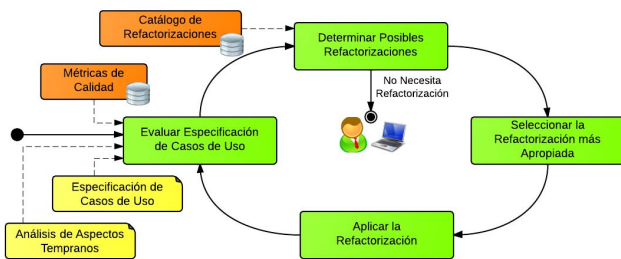 Catálogo de
Refactorizaciones
Determinar Posibles
Refactorizaciones
Métricas de
Calidad
No Necesita
Refactorización
Evaluar Especificación
de Casos de Uso
Seleccionar la
Refactorización más
Apropiada
Especificación de
Casos de Uso
Análisis de Aspectos
Tempranos
Aplicar la
Refactorización